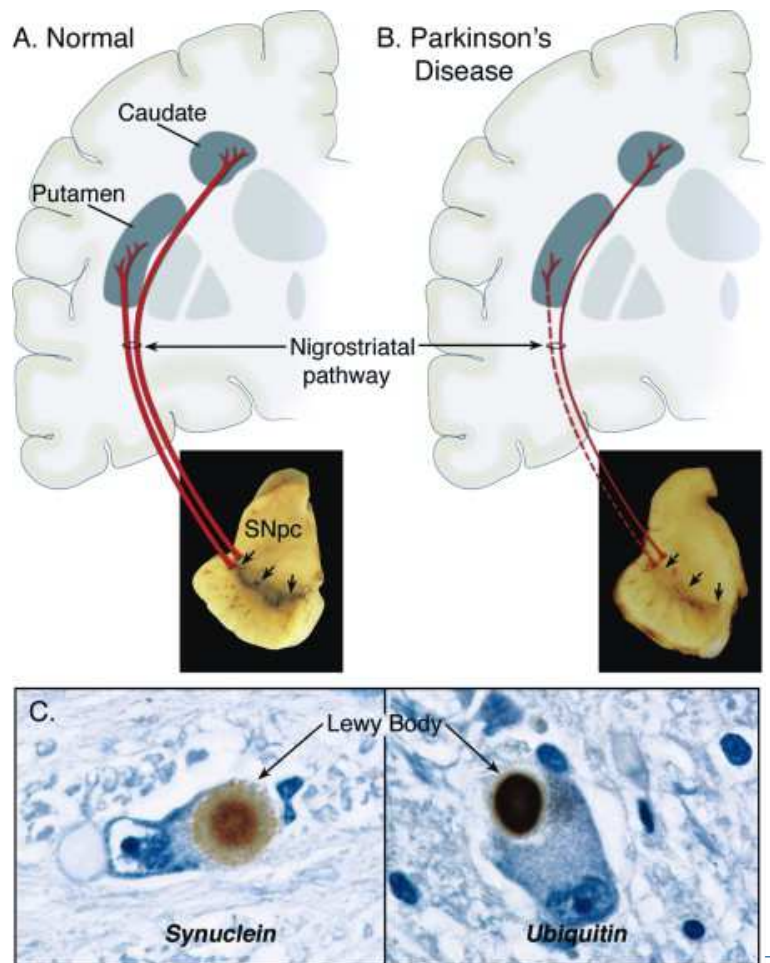 A. Normal
B. Parkinson's
Disease
Caudate
Putamen
Nigrostriatal
pathway
SNpc
C.
Lewy Body
Synuclein
Ubiquitin